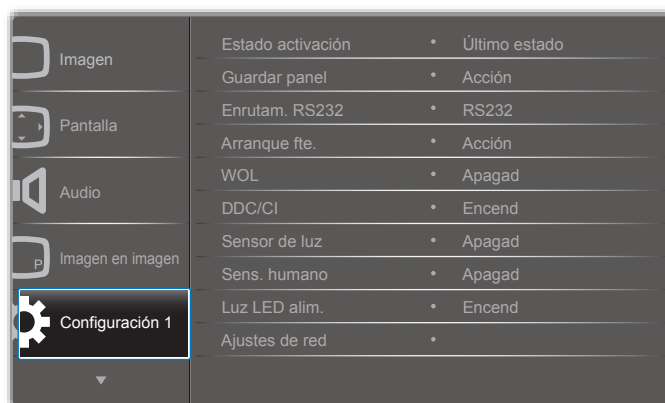 Imagen
Pantalla
Audio
P
Imagen en imagen
Configuración 1
Estado activación • Último estado
Guardar panel • Acción
Enrutam. RS232 • RS232
Arranque fte. • Acción
WOL • Apagad
DDC/CI • Encend
Sensor de luz • Apagad
Sens. humano • Apagad
Luz LED alim. • Encend
Ajustes de red •